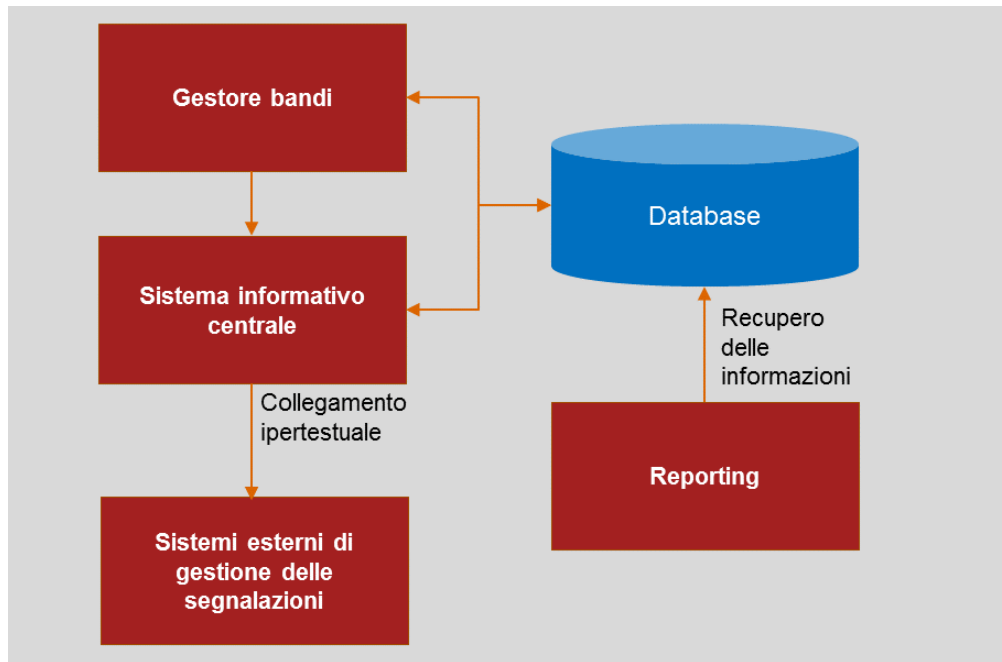 Gestore bandi
Database
Sistema informativo
centrale
Recupero
delle
informazioni
Collegamento
ipertestuale
Reporting
Sistemi esterni di
gestione delle
segnalazioni